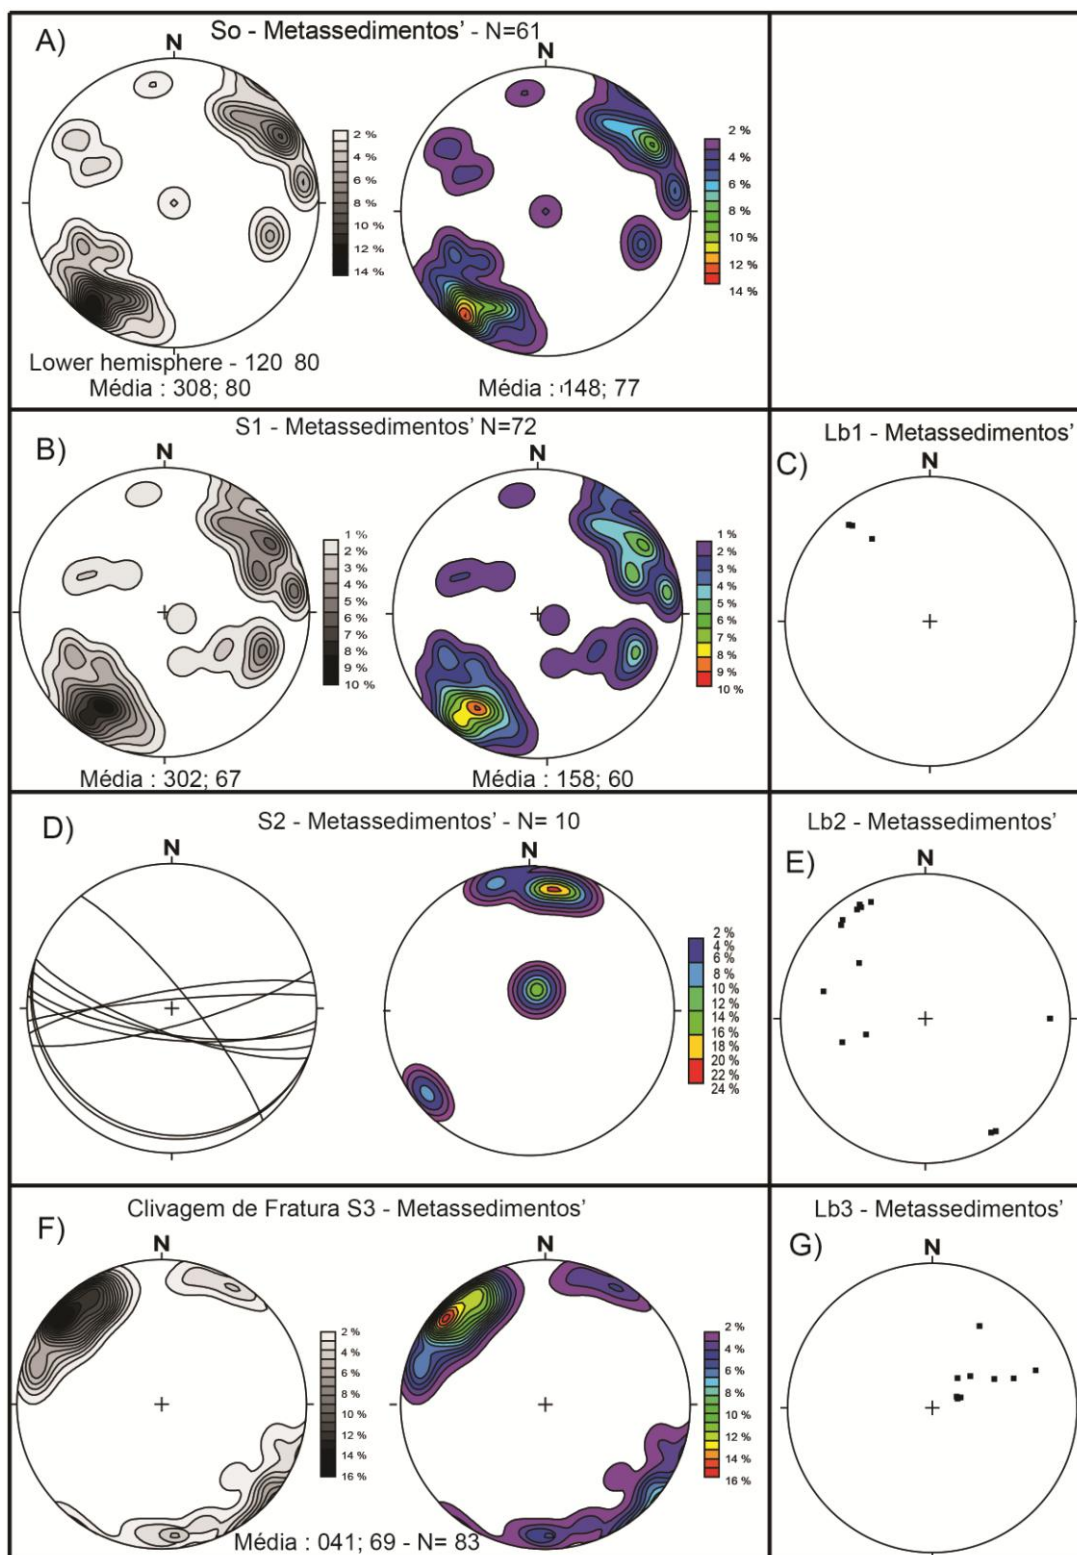 A)
So - Metassedimentos' - N=61
N
N
2 %
4 %
6 %
8 %
10 %
12 %
14 %
2 %
4 %
6 %
8 %
10 %
12 %
14 %
Lower hemisphere - 120 80
Média : 308; 80
Média : 148; 77
B)
S1 - Metassedimentos' N=72
N
N
1 %
2 %
3 %
4 %
5 %
6 %
7 %
8 %
9 %
10 %
1 %
2 %
3 %
4 %
5 %
6 %
7 %
8 %
9 %
10 %
Média : 302; 67
Média : 158; 60
C)
Lb1 - Metassedimentos'
N
D)
S2 - Metassedimentos' - N= 10
N
N
2 %
4 %
6 %
8 %
10 %
12 %
14 %
16 %
18 %
20 %
22 %
24 %
E)
Lb2 - Metassedimentos'
N
F)
Clivagem de Fratura S3 - Metassedimentos'
N
N
2 %
4 %
6 %
8 %
10 %
12 %
14 %
16 %
2 %
4 %
6 %
8 %
10 %
12 %
14 %
16 %
Média : 041; 69 - N= 83
G)
Lb3 - Metassedimentos'
N